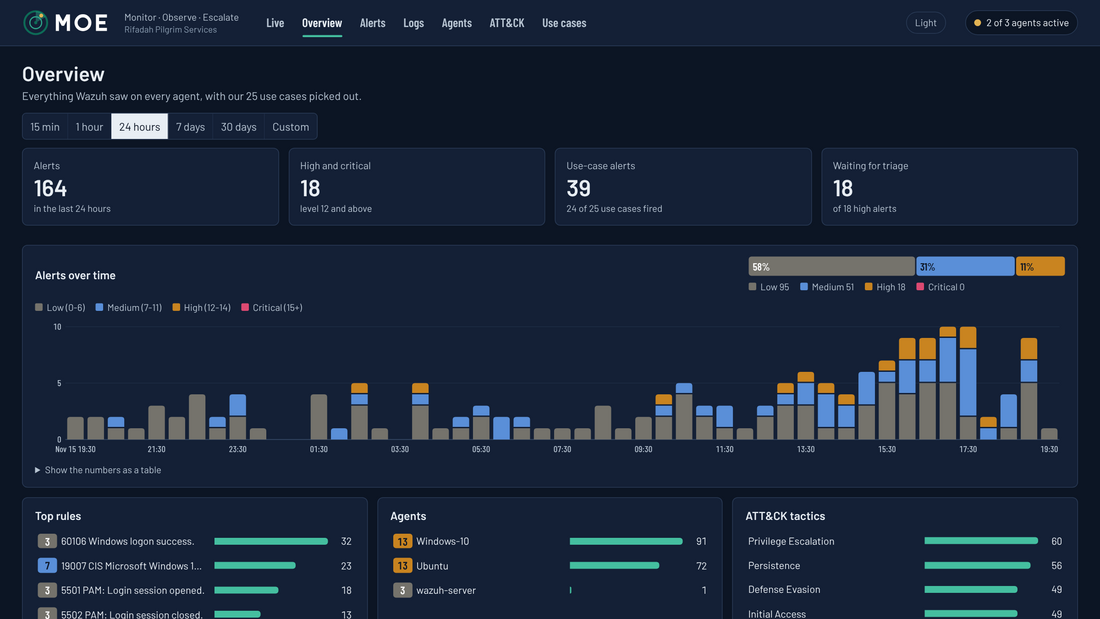 MOE
Monitor · Observe · Escalate
Rifadah Pilgrim Services
Live Overview Alerts Logs Agents ATT&CK Use cases
Light
2 of 3 agents active
Overview
Everything Wazuh saw on every agent, with our 25 use cases picked out.
15 min 1 hour 24 hours 7 days 30 days Custom
Alerts
164
in the last 24 hours
High and critical
18
level 12 and above
Use-case alerts
39
24 of 25 use cases fired
Waiting for triage
18
of 18 high alerts
Alerts over time
58% 31% 11%
Low 95 Medium 51 High 18 Critical 0
Low (0-6) Medium (7-11) High (12-14) Critical (15+)
10
5
0
Nov 15 19:30 21:30 23:30 01:30 03:30 05:30 07:30 09:30 11:30 13:30 15:30 17:30 19:30
Show the numbers as a table
Top rules
3 60106 Windows logon success. 32
7 19007 CIS Microsoft Windows 1... 23
3 5501 PAM: Login session opened. 18
3 5502 PAM: Login session closed. 13
Agents
13 Windows-10 91
13 Ubuntu 72
3 wazuh-server 1
ATT&CK tactics
Privilege Escalation 60
Persistence 56
Defense Evasion 49
Initial Access 49